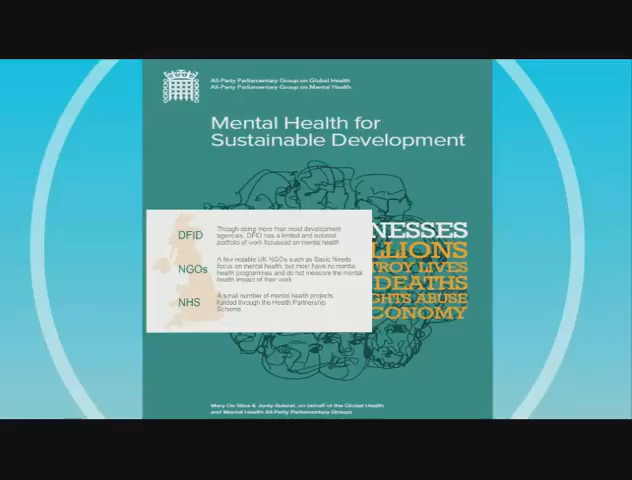 All-Party Parliamentary Group on Global Health
All-Party Parliamentary Group on Mental Health
Mental Health for
Sustainable Development
NESSES
LLIONS
TROY LIVES
DEATHS
GHTS ABUSE
CONOMY
DFID
Though doing more than most development
agencies, DFID has a limited and isolated
portfolio of work focussed on mental health
NGOs
A few notable UK NGOs such as Basic Needs
focus on mental health, but most have no mental
health programmes and do not measure the mental
health impact of their work
NHS
A small number of mental health projects
funded through the Health Partnership
Scheme
Mary De Silva & Jonty Roland, on behalf of the Global Health
and Mental Health All-Party Parliamentary Groups